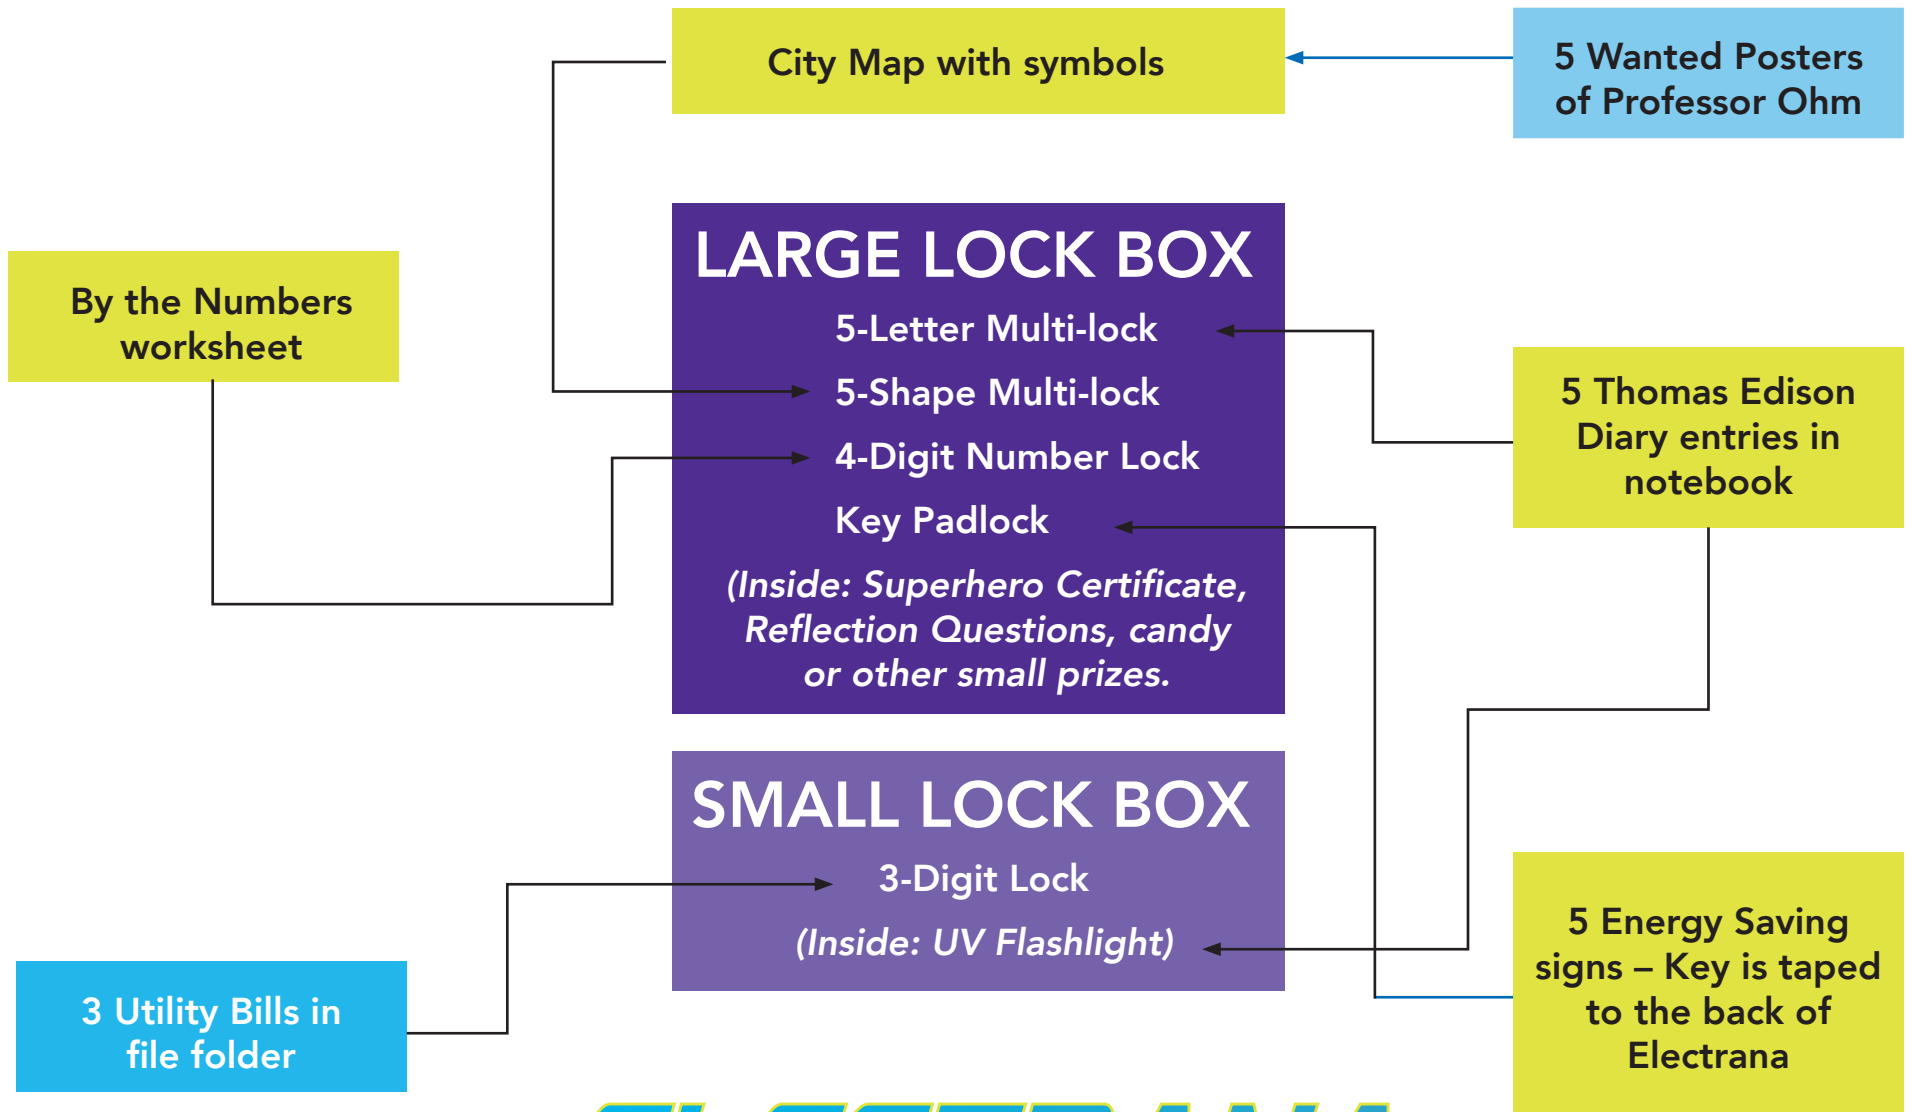 City Map with symbols
5 Wanted Posters
of Professor Ohm
By the Numbers
worksheet
LARGE LOCK BOX
5-Letter Multi-lock
5-Shape Multi-lock
4-Digit Number Lock
Key Padlock
(Inside: Superhero Certificate,
Reflection Questions, candy
or other small prizes.
5 Thomas Edison
Diary entries in
notebook
SMALL LOCK BOX
3-Digit Lock
(Inside: UV Flashlight)
3 Utility Bills in
file folder
5 Energy Saving
signs – Key is taped
to the back of
Electrana